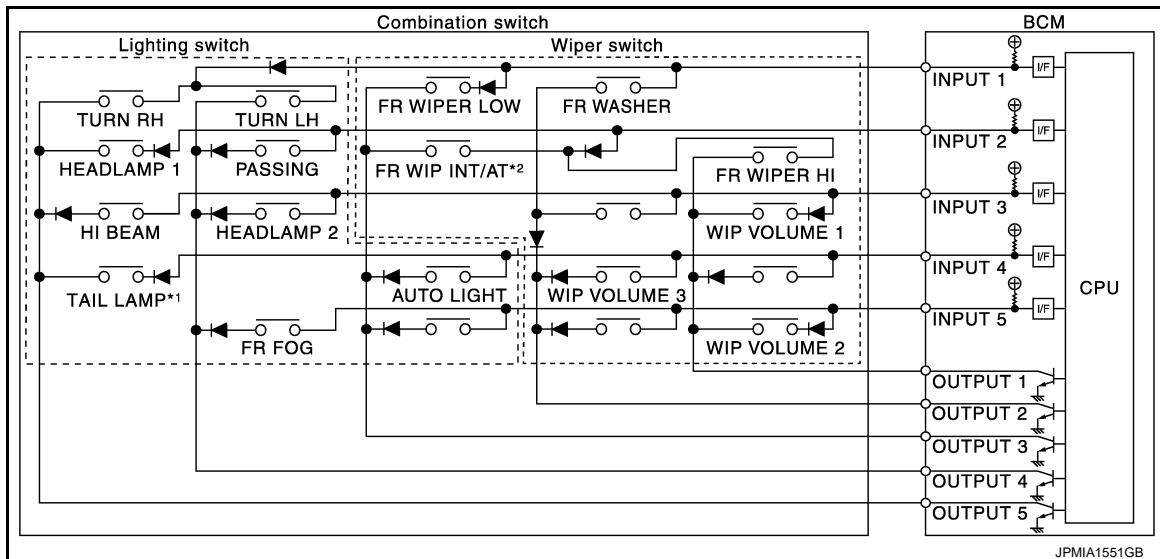 Combination switch
BCM
Lighting switch
Wiper switch
INPUT 1
I/F
TURN RH
TURN LH
FR WIPER LOW
FR WASHER
INPUT 2
I/F
HEADLAMP 1
PASSING
FR WIP INT/AT*2
FR WIPER HI
INPUT 3
I/F
HI BEAM
HEADLAMP 2
WIP VOLUME 1
INPUT 4
I/F
TAIL LAMP*1
AUTO LIGHT
WIP VOLUME 3
CPU
INPUT 5
I/F
FR FOG
WIP VOLUME 2
OUTPUT 1
OUTPUT 2
OUTPUT 3
OUTPUT 4
OUTPUT 5
JPMIA1551GB